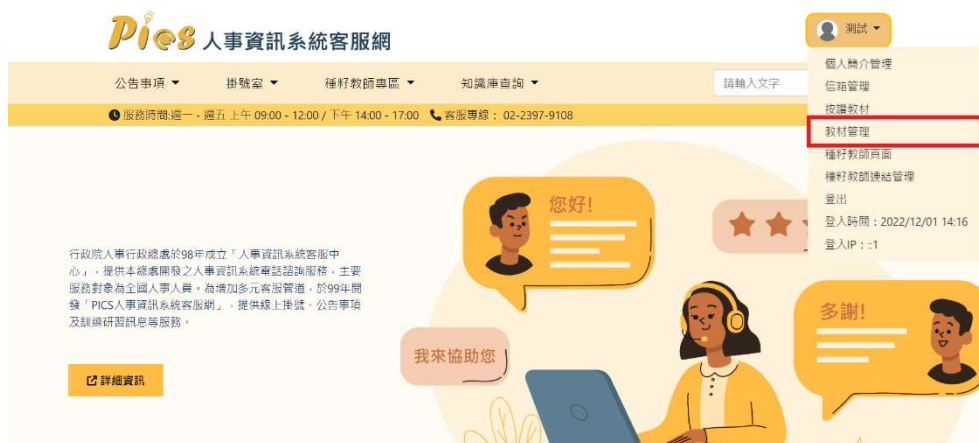 Pics 人事資訊系統客服網
測試
公告事項
掛號室
種籽教師專區
知識庫查詢
請輸入文字
服務時間:週一 - 週五 上午 09:00 - 12:00 / 下午 14:00 - 17:00 客服專線： 02-2397-9108
個人簡介管理
信箱管理
按讚教材
教材管理
種籽教師頁面
種籽教師連結管理
登出
登入時間：2022/12/01 14:16
登入IP：::1
您好!
行政院人事行政總處於98年成立「人事資訊系統客服中
心」，提供本總處開發之人事資訊系統電話諮詢服務，主要
服務對象為全國人事人員。為增加多元客服管道，於99年開
發「PICS人事資訊系統客服網」，提供線上掛號、公告事項
及訓練研習訊息等服務。
多謝!
我來協助您
詳細資訊